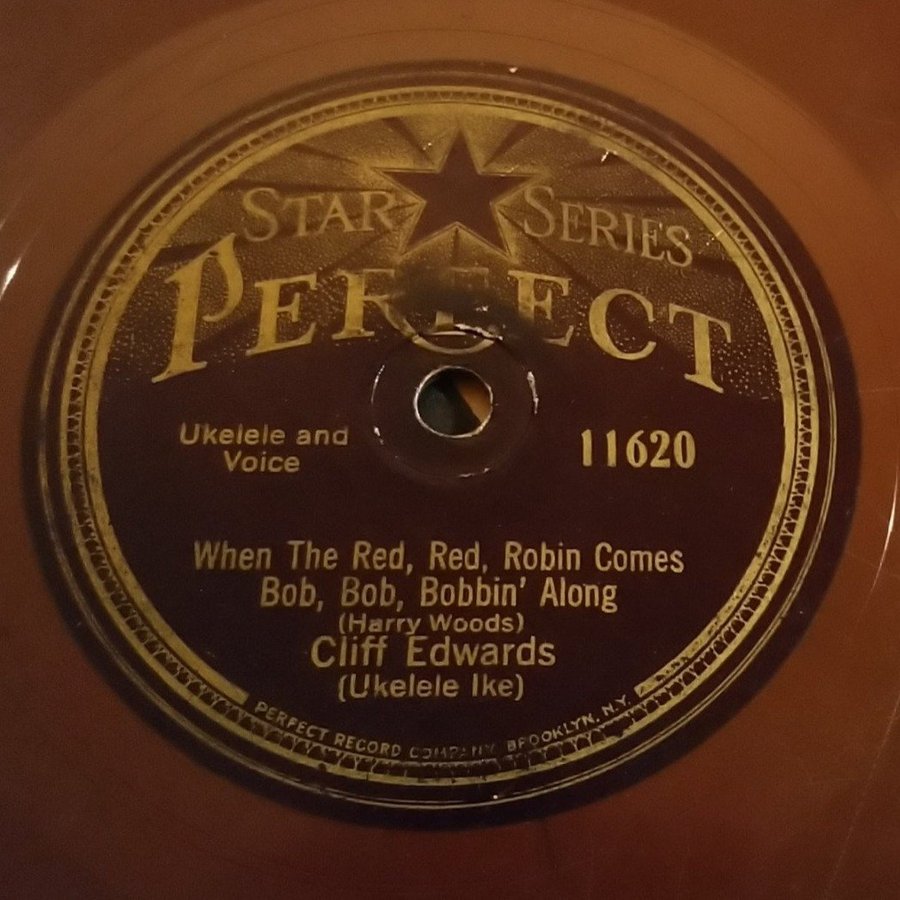 STAR SERIES
PERFECT
Ukelele and
Voice
11620
When The Red, Red, Robin Comes
Bob, Bob, Bobbin' Along
(Harry Woods)
Cliff Edwards
(Ukelele Ike)
PERFECT RECORD COMPANY, BROOKLYN, N.Y.